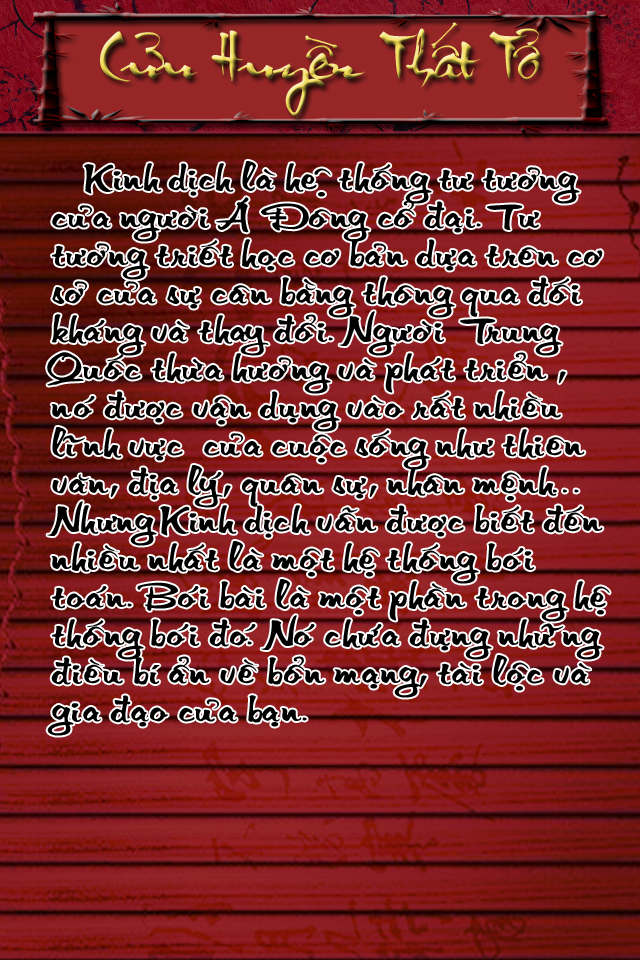 Cửu Huyền Thất Tổ
Kinh dịch là hệ thống tư tưởng
của người Á Đông cổ đại. Tư
tưởng triết học cơ bản dựa trên cơ
sở của sự cân bằng thông qua đối
kháng và thay đổi. Người Trung
Quốc thừa hưởng và phát triển ,
nó được vận dụng vào rất nhiều
lĩnh vực của cuộc sống như thiên
văn, địa lý, quân sự, nhân mệnh...
Nhưng Kinh dịch vẫn được biết đến
nhiều nhất là một hệ thống bói
toán. Bói bài là một phần trong hệ
thống bói đó. Nó chứa đựng những
điều bí ẩn về bổn mạng, tài lộc và
gia đạo của bạn.